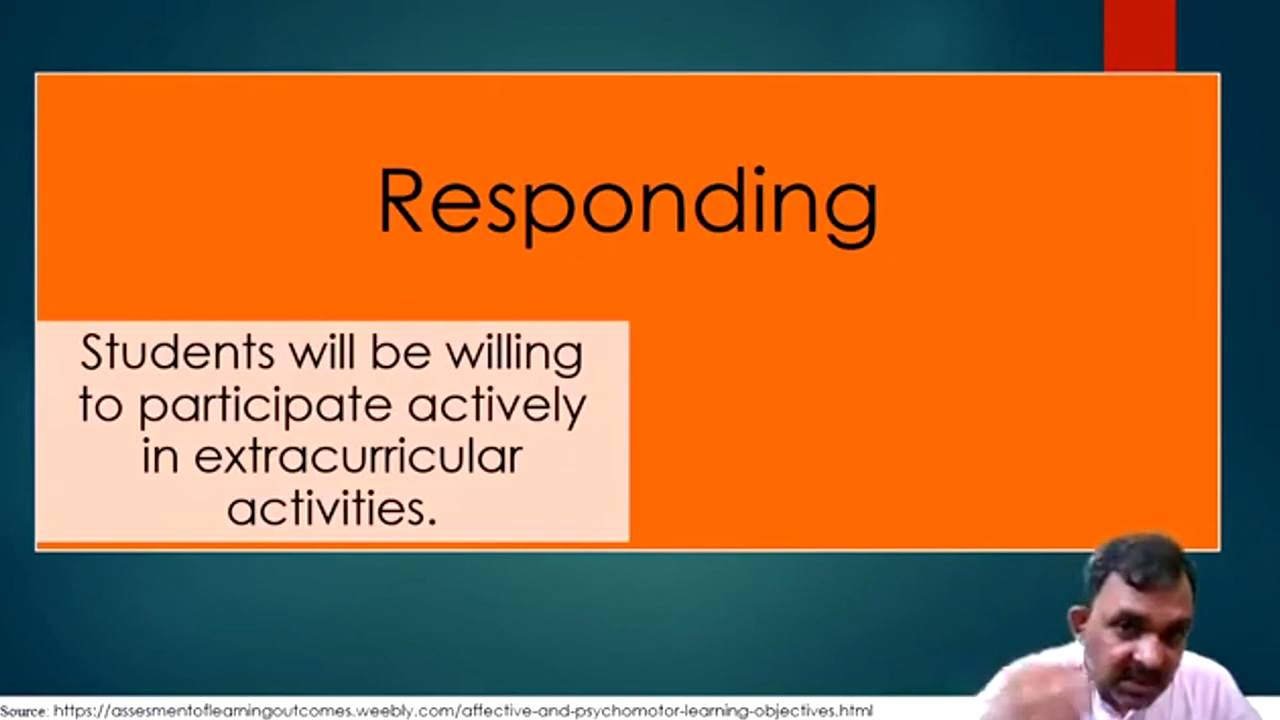 Responding
Students will be willing
to participate actively
in extracurricular
activities.
Source: https://assesmentoflearningoutcomes.weebly.com/affective-and-psychomotor-learning-objectives.html